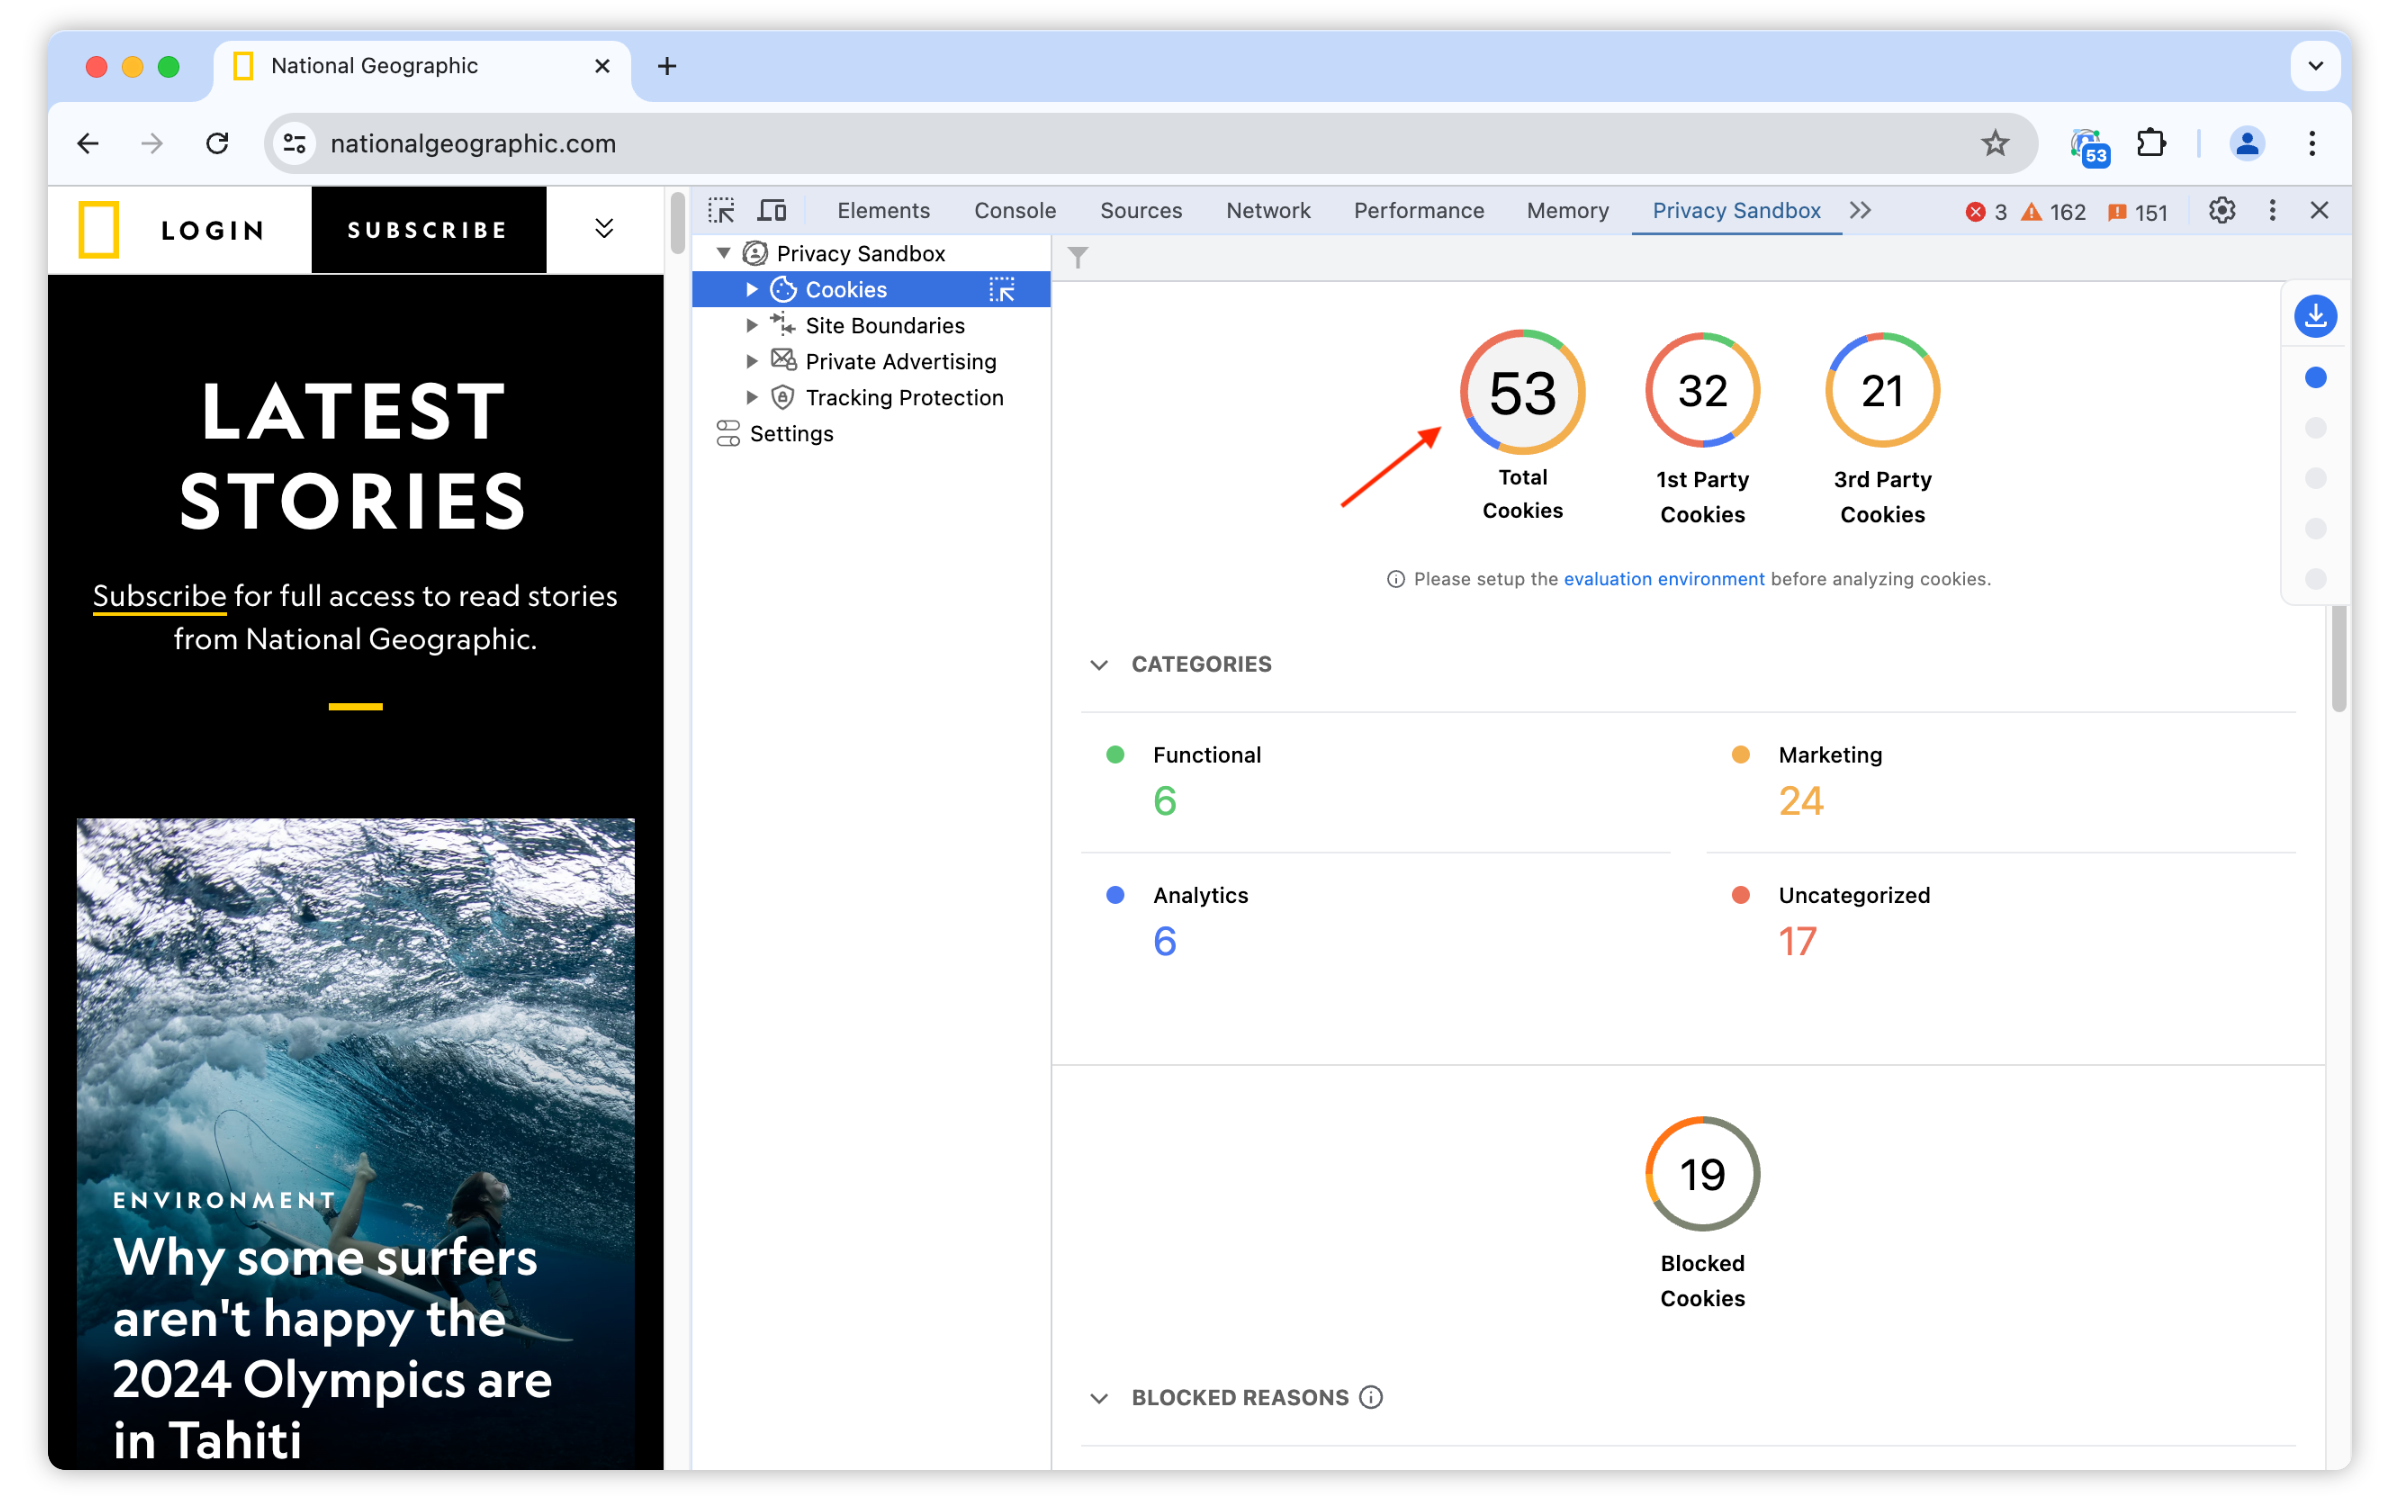 National Geographic
nationalgeographic.com
53
LOGIN
SUBSCRIBE
LATEST
STORIES
Subscribe for full access to read stories
from National Geographic.
ENVIRONMENT
Why some surfers
aren't happy the
2024 Olympics are
in Tahiti
Elements
Console
Sources
Network
Performance
Memory
Privacy Sandbox
3
162
151
Privacy Sandbox
Cookies
Site Boundaries
Private Advertising
Tracking Protection
Settings
53
Total
Cookies
32
1st Party
Cookies
21
3rd Party
Cookies
Please setup the evaluation environment before analyzing cookies.
CATEGORIES
Functional
6
Marketing
24
Analytics
6
Uncategorized
17
19
Blocked
Cookies
BLOCKED REASONS